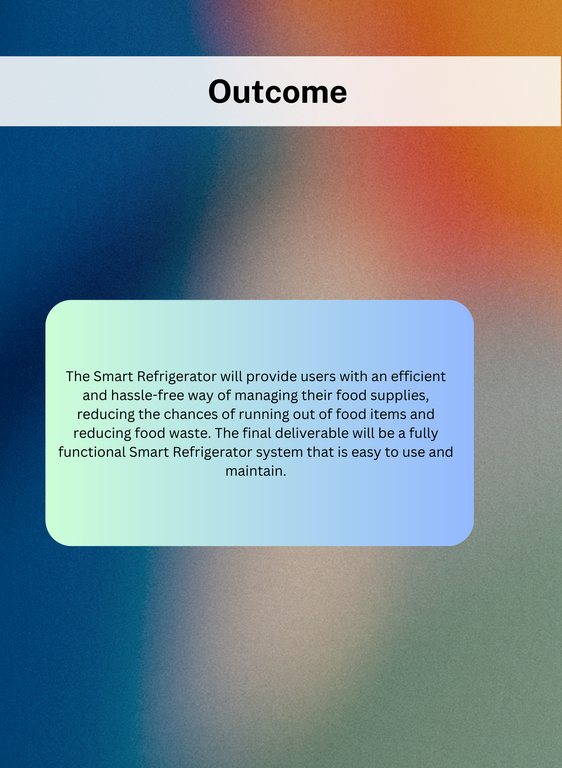 Outcome
The Smart Refrigerator will provide users with an efficient
and hassle-free way of managing their food supplies,
reducing the chances of running out of food items and
reducing food waste. The final deliverable will be a fully
functional Smart Refrigerator system that is easy to use and
maintain.